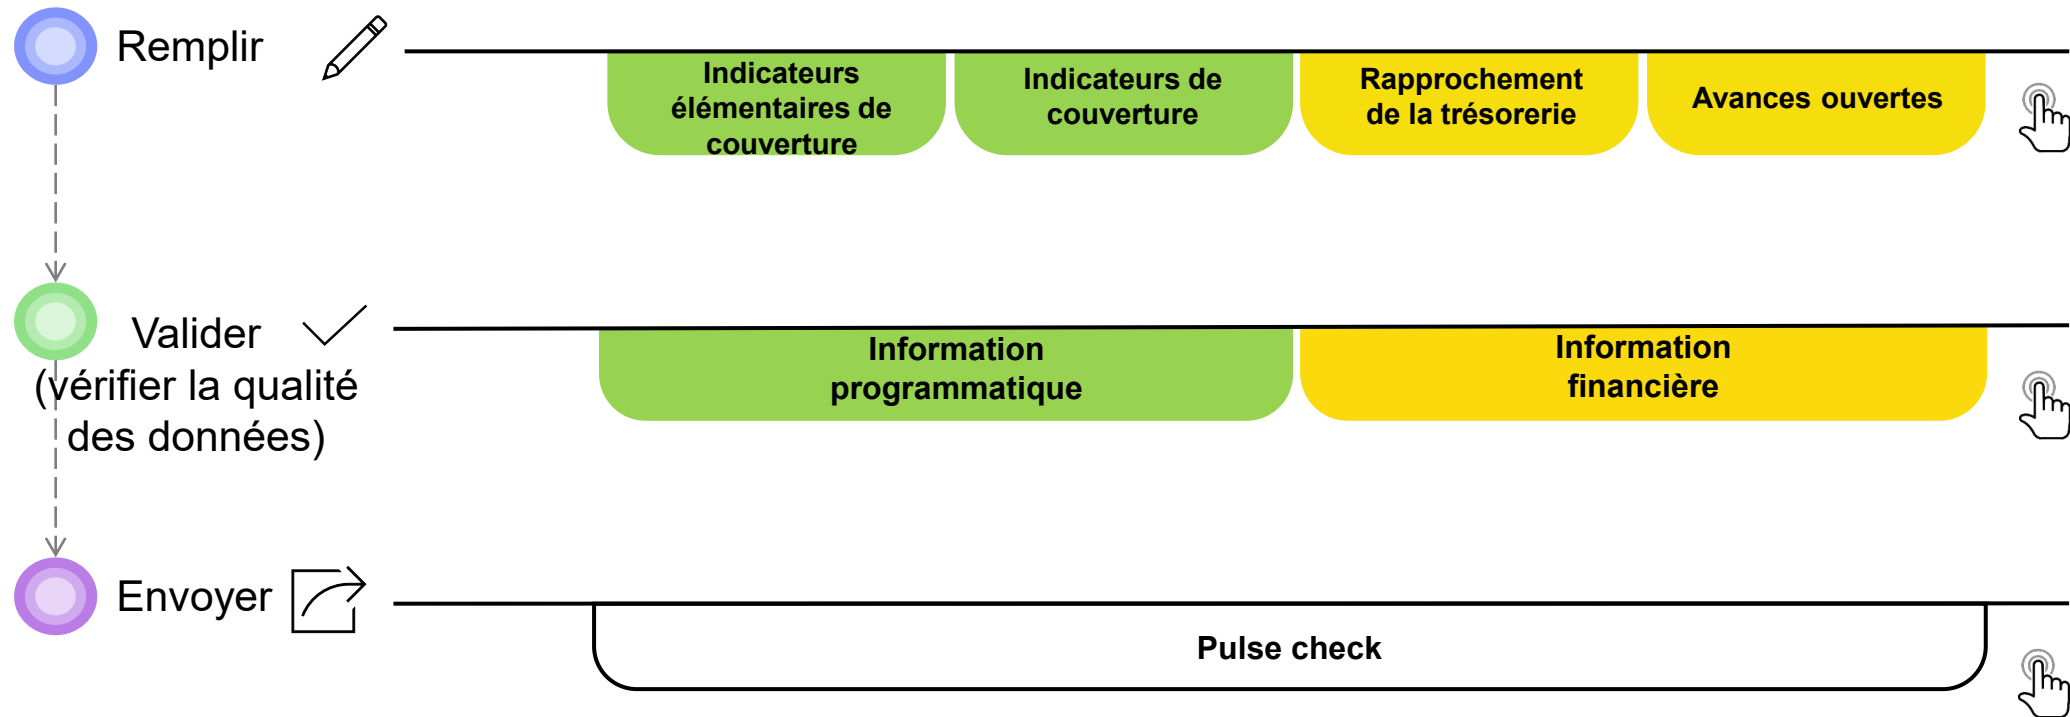 Remplir
Indicateurs
élémentaires de
couverture
Indicateurs de
couverture
Rapprochement
de la trésorerie
Avances ouvertes
Valider
(vérifier la qualité
des données)
Information
programmatique
Information
financière
Envoyer
Pulse check